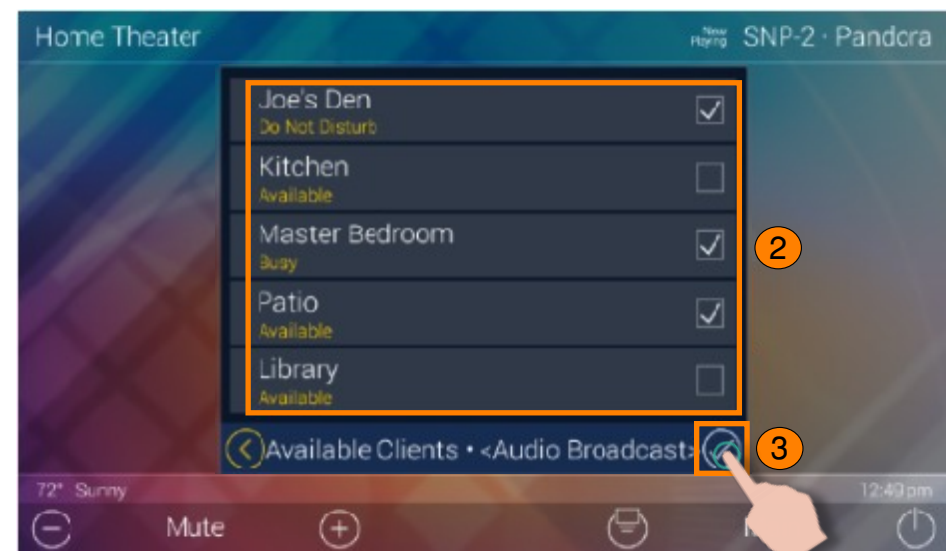 Home Theater
Now Playing SNP-2 · Pandora
Joe's Den
Do Not Disturb
Kitchen
Available
Master Bedroom
Busy
Patio
Available
Library
Available
2
Available Clients • <Audio Broadcast>
3
72° Sunny
12:49 pm
Mute